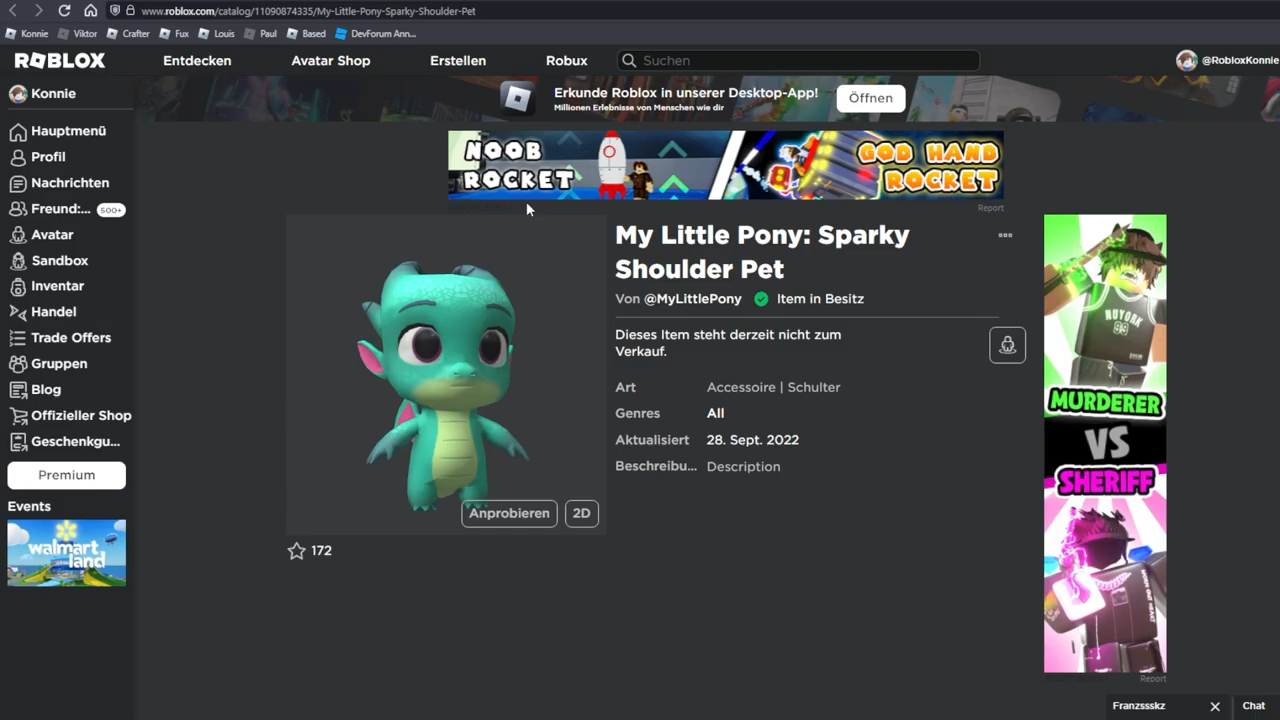 www.roblox.com/catalog/11090874335/My-Little-Pony-Sparky-Shoulder-Pet
Konnie
Viktor
Crafter
Fux
Louis
Paul
Based
DevForum Ann...
ROBLOX
Entdecken
Avatar Shop
Erstellen
Robux
Suchen
@RobloxKonnie
Konnie
Hauptmenü
Profil
Nachrichten
Freund:... 500+
Avatar
Sandbox
Inventar
Handel
Trade Offers
Gruppen
Blog
Offizieller Shop
Geschenkgu...
Premium
Events
walmart
land
Erkunde Roblox in unserer Desktop-App!
Millionen Erlebnisse von Menschen wie dir
Öffnen
NOOB
ROCKET
GOD HAND
ROCKET
Report
My Little Pony: Sparky
Shoulder Pet
Von @MyLittlePony Item in Besitz
Dieses Item steht derzeit nicht zum
Verkauf.
Art Accessoire | Schulter
Genres All
Aktualisiert 28. Sept. 2022
Beschreibu... Description
Anprobieren
2D
172
NUYORK
99
MURDERER
VS
SHERIFF
Report
Franzssskz
Chat